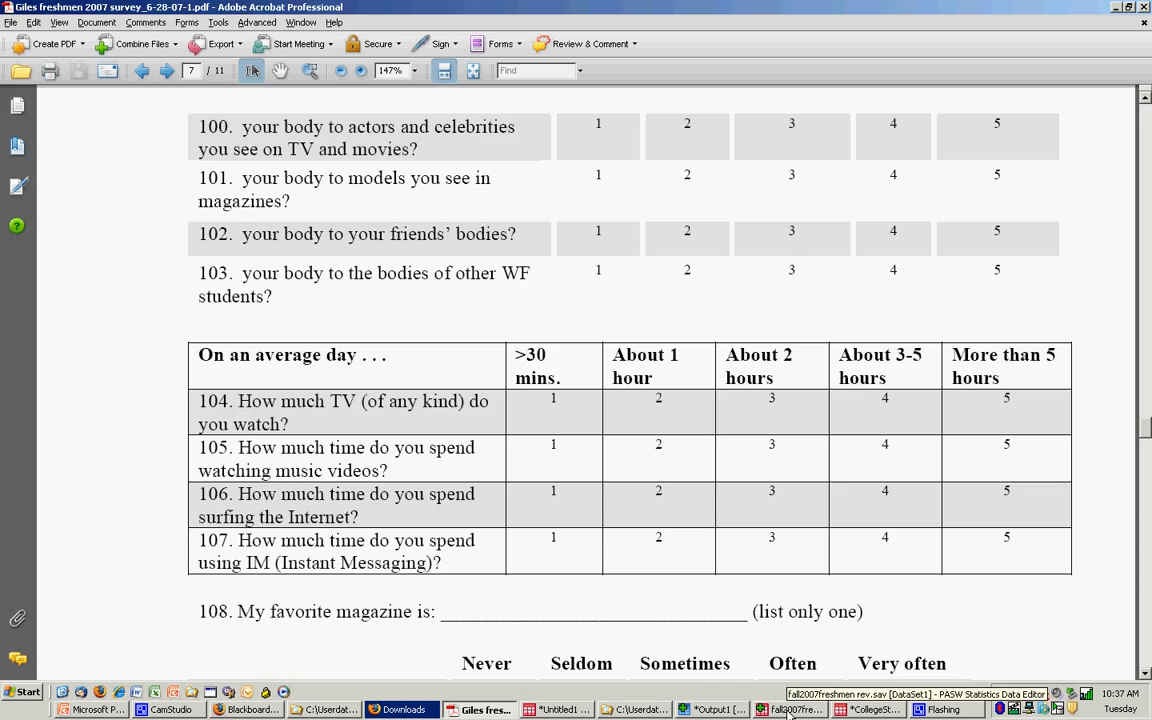 Giles freshmen 2007 survey_6-28-07-1.pdf - Adobe Acrobat Professional
File Edit View Document Comments Forms Tools Advanced Window Help
Create PDF Combine Files Export Start Meeting Secure Sign Forms Review & Comment
7 / 11 147% Find
100. your body to actors and celebrities 1 2 3 4 5
you see on TV and movies?
101. your body to models you see in 1 2 3 4 5
magazines?
102. your body to your friends’ bodies? 1 2 3 4 5
103. your body to the bodies of other WF 1 2 3 4 5
students?
On an average day . . . >30 About 1 About 2 About 3-5 More than 5
mins. hour hours hours hours
104. How much TV (of any kind) do 1 2 3 4 5
you watch?
105. How much time do you spend 1 2 3 4 5
watching music videos?
106. How much time do you spend 1 2 3 4 5
surfing the Internet?
107. How much time do you spend 1 2 3 4 5
using IM (Instant Messaging)?
108. My favorite magazine is: ______________________________ (list only one)
Never Seldom Sometimes Often Very often
fall2007freshmen rev.sav [DataSet1] - PASW Statistics Data Editor
Start 10:37 AM
Microsoft P... CamStudio Blackboard... C:\Userdat... Downloads Giles fres... *Untitled1 ... C:\Userdat... *Output1 [... fall2007fre... *CollegeSt... Flashing Tuesday